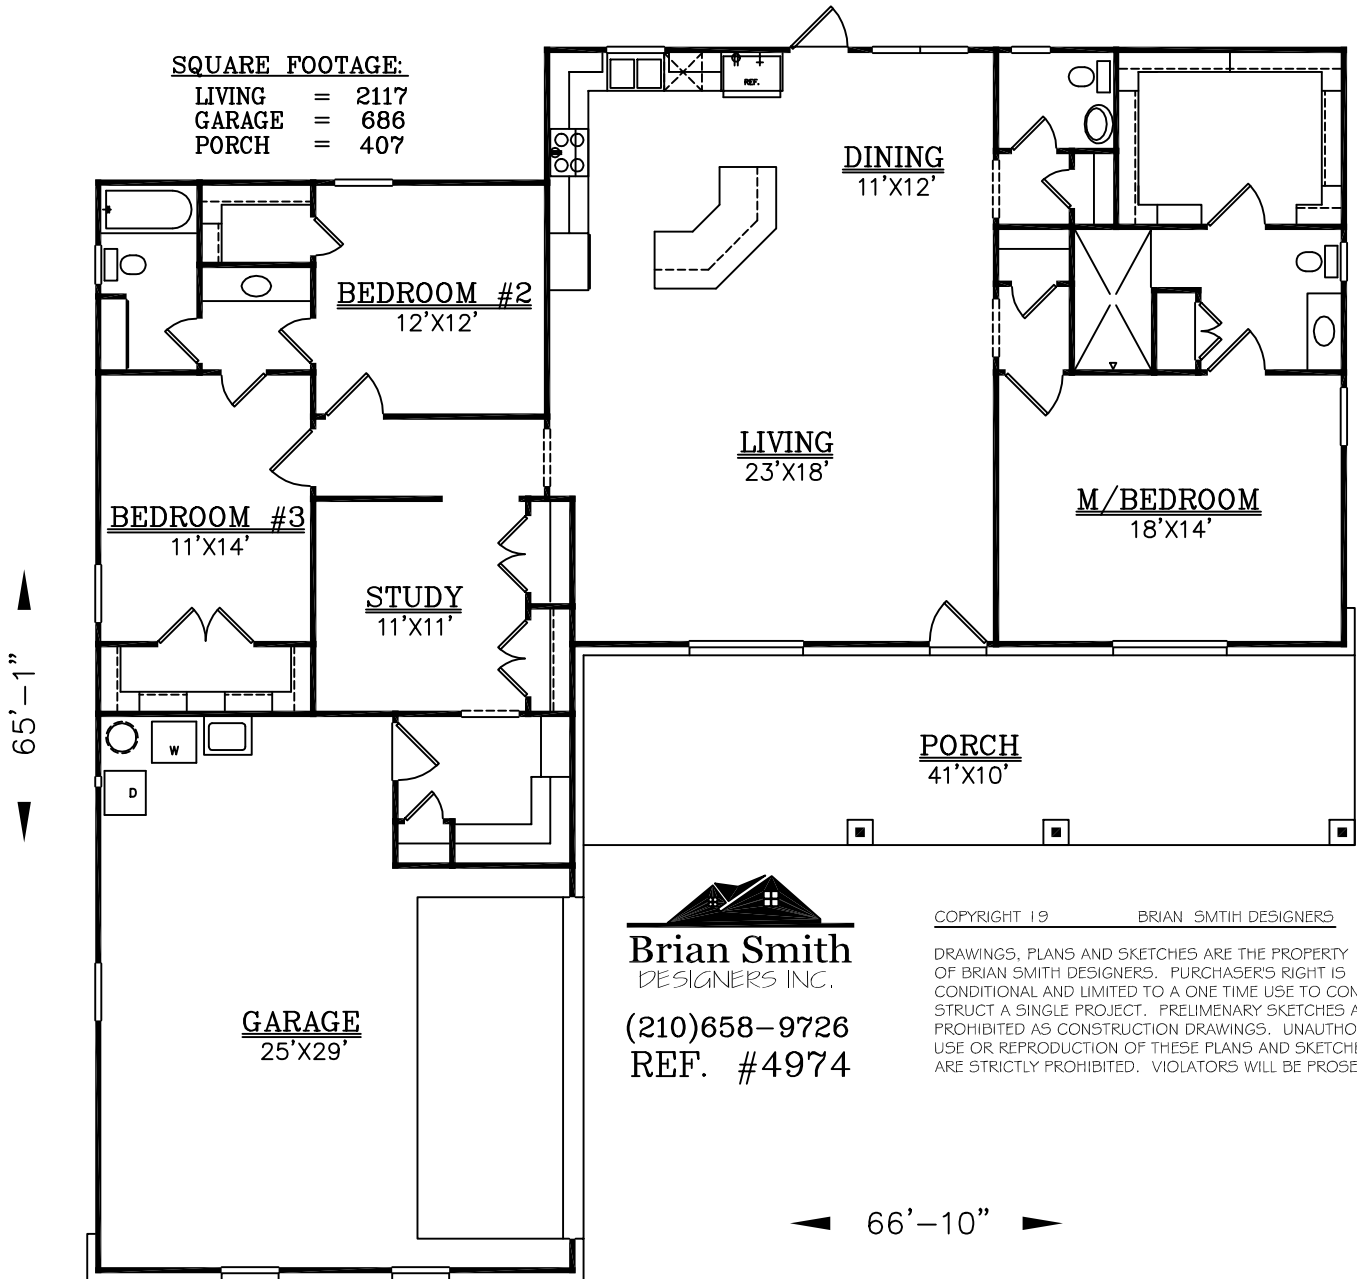 SQUARE FOOTAGE:
LIVING = 2117
GARAGE = 686
PORCH = 407
REF.
DINING
11'X12'
BEDROOM #2
12'X12'
LIVING
23'X18'
M/BEDROOM
18'X14'
BEDROOM #3
11'X14'
STUDY
11'X11'
65'-1"
W
D
PORCH
41'X10'
GARAGE
25'X29'
Brian Smith
DESIGNERS INC.
(210)658-9726
REF. #4974
COPYRIGHT 19 BRIAN SMTIH DESIGNERS
DRAWINGS, PLANS AND SKETCHES ARE THE PROPERTY
OF BRIAN SMITH DESIGNERS. PURCHASER'S RIGHT IS
CONDITIONAL AND LIMITED TO A ONE TIME USE TO CON
STRUCT A SINGLE PROJECT. PRELIMENARY SKETCHES A
PROHIBITED AS CONSTRUCTION DRAWINGS. UNAUTHO
USE OR REPRODUCTION OF THESE PLANS AND SKETCHE
ARE STRICTLY PROHIBITED. VIOLATORS WILL BE PROSE
66'-10"